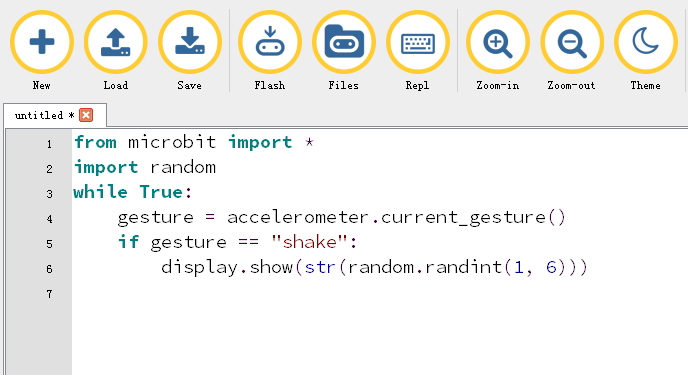 New Load Save Flash Files Repl Zoom-in Zoom-out Theme
untitled *
1 from microbit import *
2 import random
3 while True:
4     gesture = accelerometer.current_gesture()
5     if gesture == "shake":
6         display.show(str(random.randint(1, 6)))
7